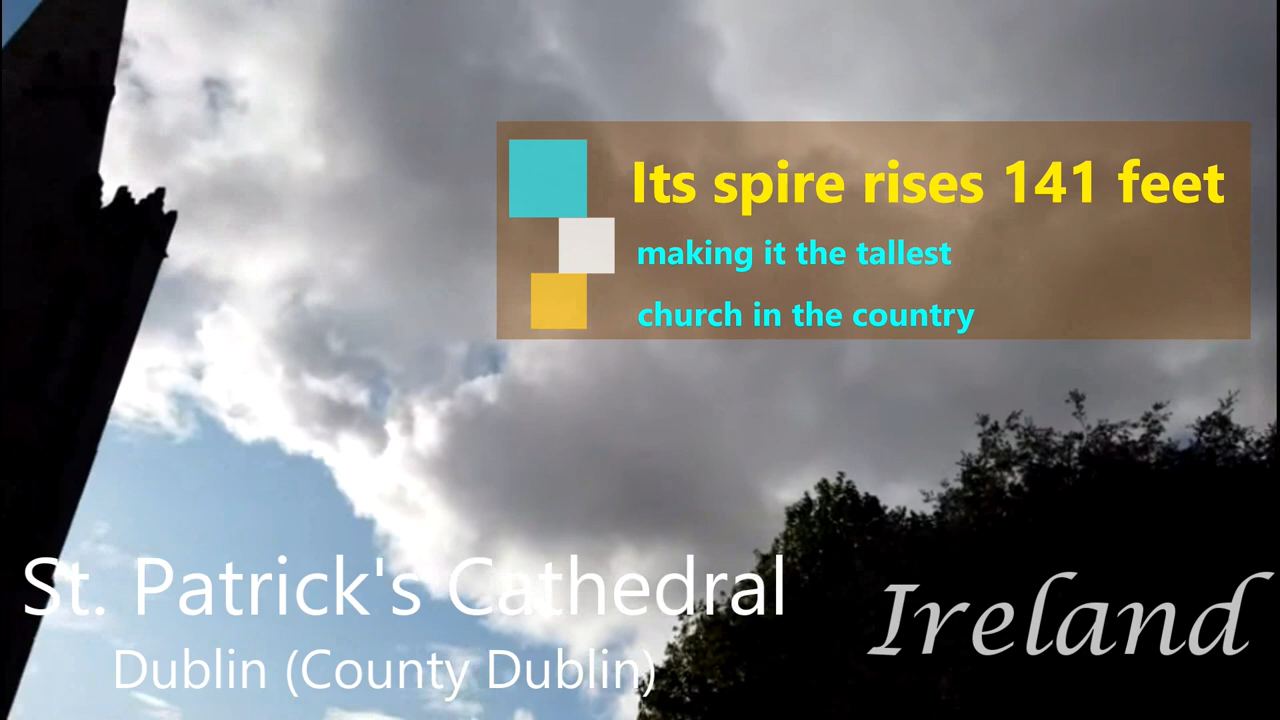 Its spire rises 141 feet
making it the tallest
church in the country
St. Patrick's Cathedral
Dublin (County Dublin)
Ireland